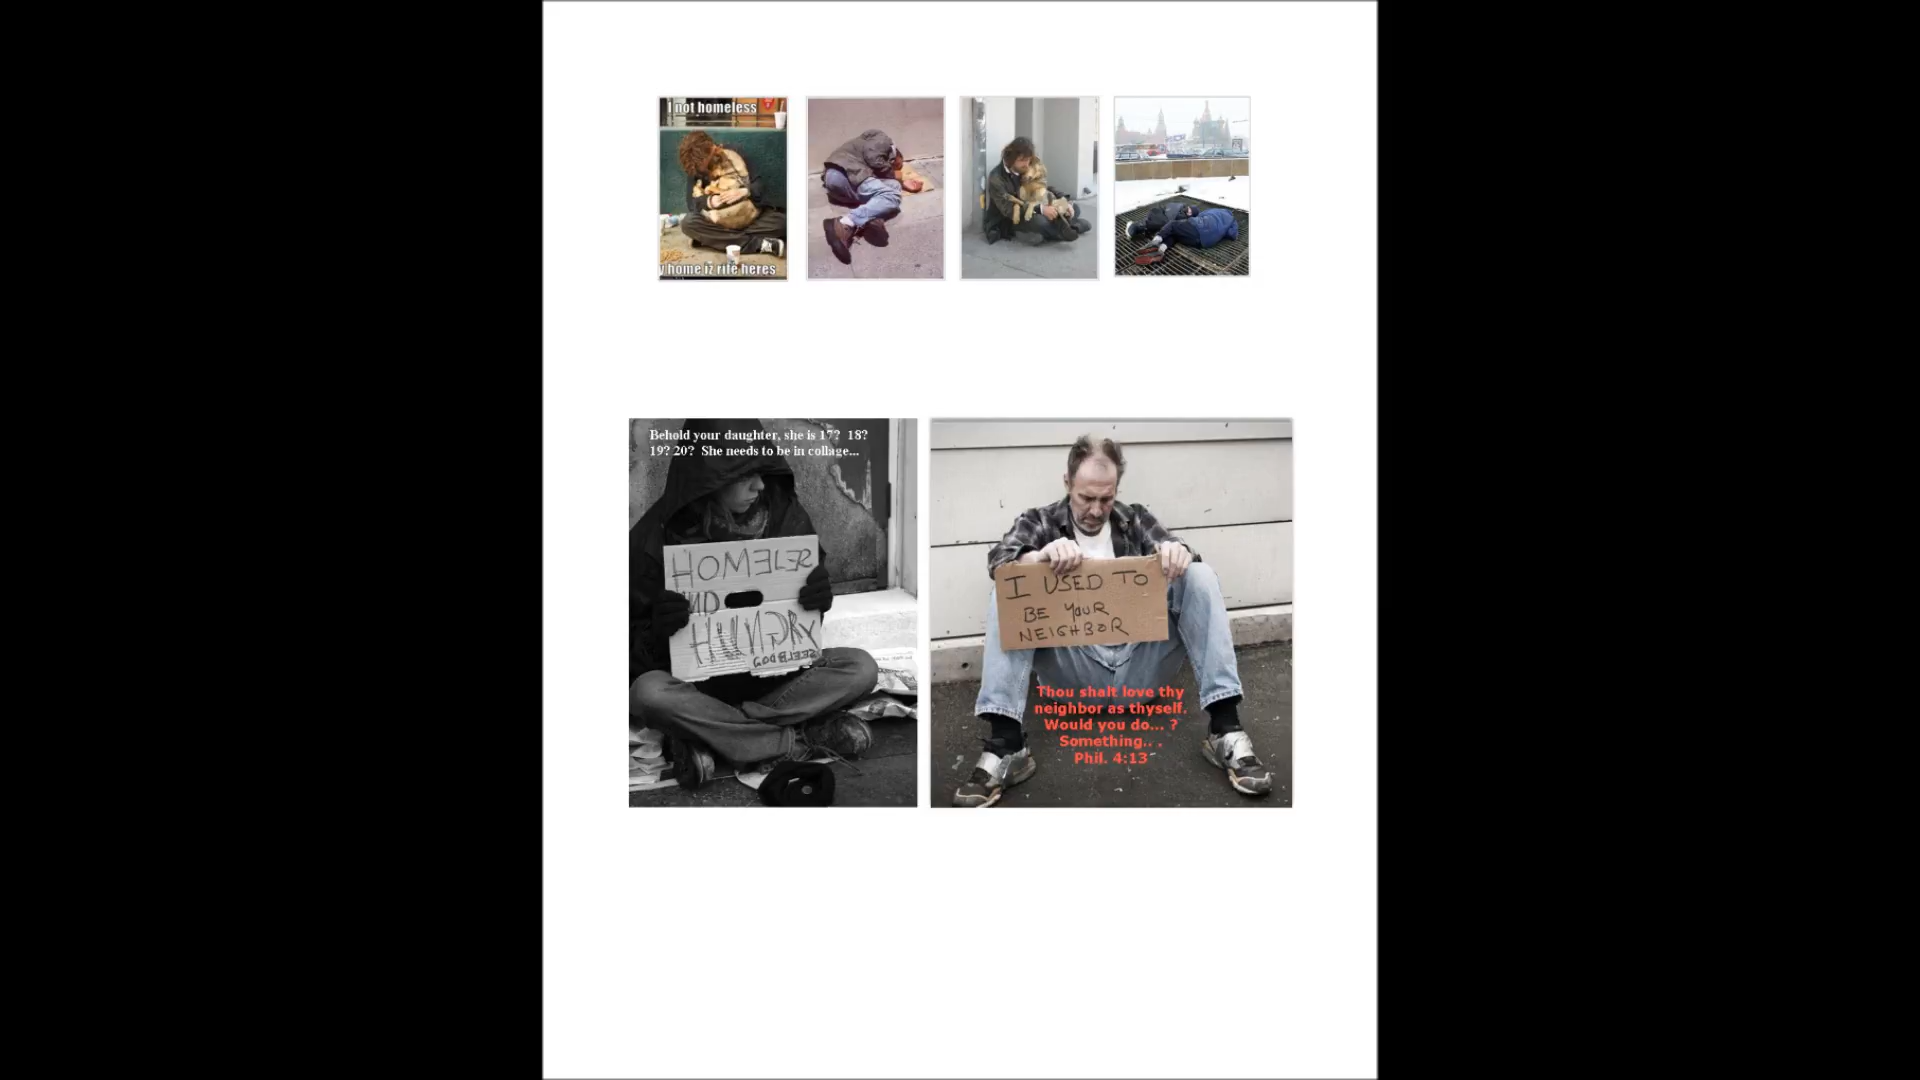 I not homeless
home iz rite heres
Behold your daughter, she is 17?  18?
19? 20?  She needs to be in collage...
HOMELESS
AND
HUNGRY
I USED TO
BE YOUR
NEIGHBOR
Thou shalt love thy
neighbor as thyself.
Would you do... ?
Something.. .
Phil. 4:13